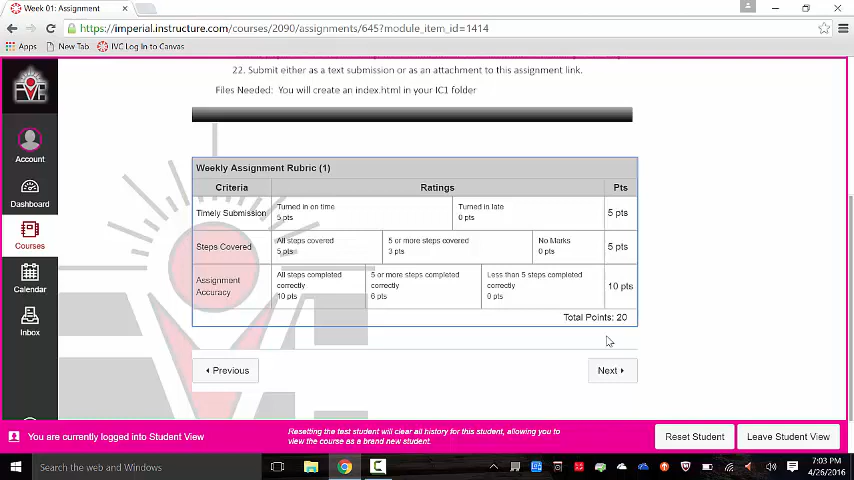 Week 01: Assignment
https://imperial.instructure.com/courses/2090/assignments/645?module_item_id=1414
Apps
New Tab
IVC Log In to Canvas
22. Submit either as a text submission or as an attachment to this assignment link.
Files Needed: You will create an index.html in your IC1 folder
Account
Dashboard
Courses
Calendar
Inbox
Weekly Assignment Rubric (1)
Criteria Ratings Pts
Timely Submission
Turned in on time
5 pts
Turned in late
0 pts
5 pts
Steps Covered
All steps covered
5 pts
5 or more steps covered
3 pts
No Marks
0 pts
5 pts
Assignment
Accuracy
All steps completed
correctly
10 pts
5 or more steps completed
correctly
6 pts
Less than 5 steps completed
correctly
0 pts
10 pts
Total Points: 20
Previous
Next
You are currently logged into Student View
Resetting the test student will clear all history for this student, allowing you to
view the course as a brand new student.
Reset Student
Leave Student View
Search the web and Windows
7:03 PM
4/26/2016